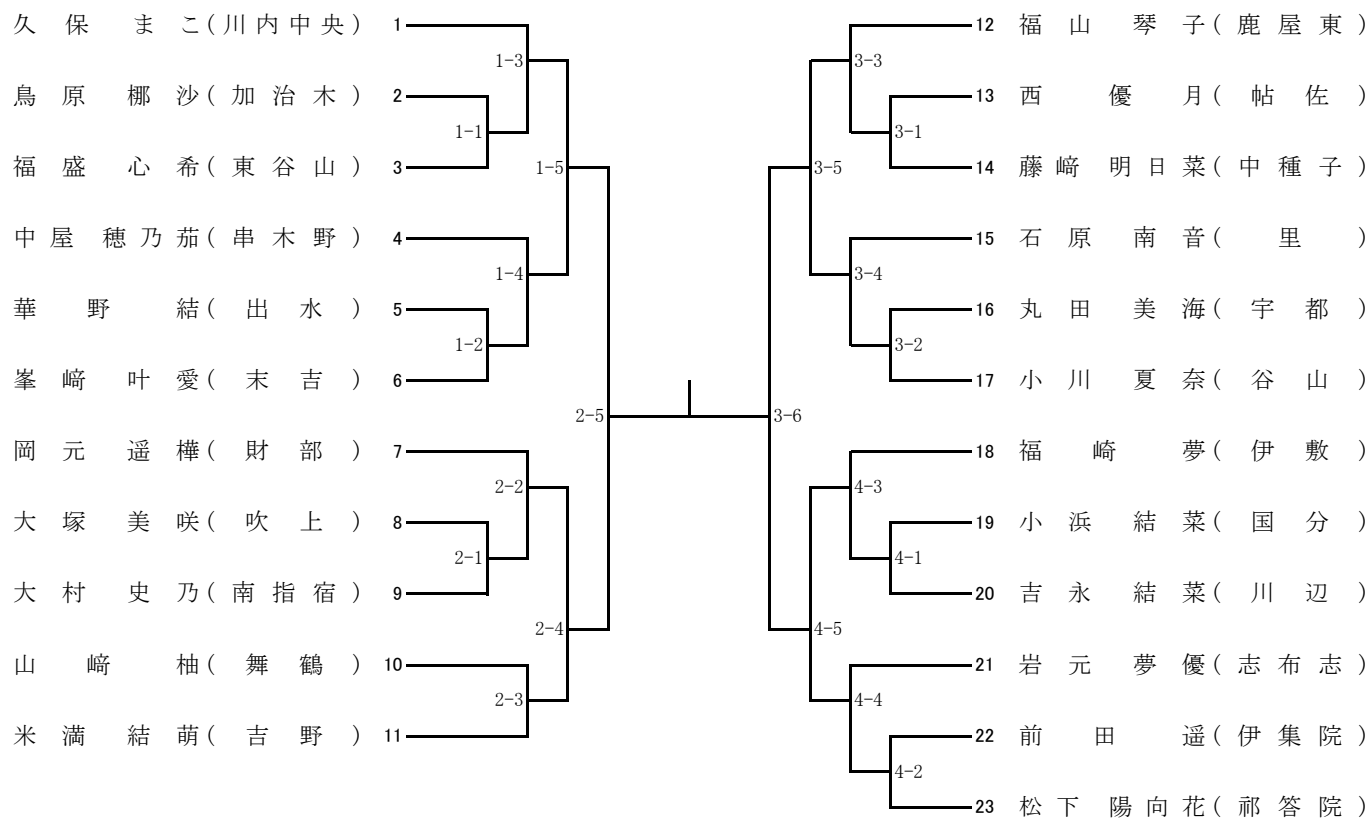 久保 まこ(川内中央) 1
1-3
鳥原 梛沙(加治木) 2
1-1
福盛 心希(東谷山) 3
1-5
中屋 穂乃茄(串木野) 4
1-4
華野 結(出水) 5
1-2
峯﨑 叶愛(末吉) 6
2-5
岡元 遥樺(財部) 7
2-2
大塚 美咲(吹上) 8
2-1
大村 史乃(南指宿) 9
2-4
山﨑 柚(舞鶴) 10
2-3
米満 結萌(吉野) 11
12 福山 琴子(鹿屋東)
3-3
13 西 優月(帖佐)
3-1
14 藤﨑 明日菜(中種子)
3-5
15 石原 南音(里)
3-4
16 丸田 美海(宇都)
3-2
17 小川 夏奈(谷山)
3-6
18 福崎 夢(伊敷)
4-3
19 小浜 結菜(国分)
4-1
20 吉永 結菜(川辺)
4-5
21 岩元 夢優(志布志)
4-4
22 前田 遥(伊集院)
4-2
23 松下 陽向花(祁答院)